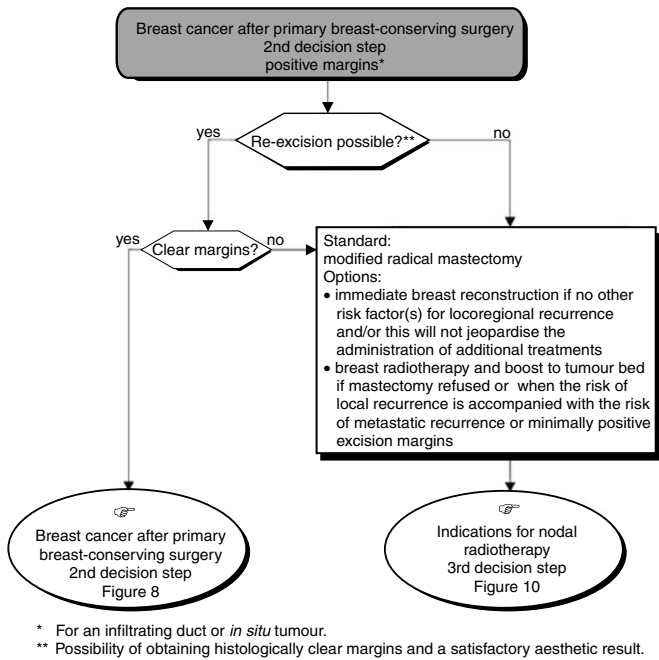 Breast cancer after primary breast-conserving surgery
2nd decision step
positive margins*
yes
Re-excision possible?**
no
yes
Clear margins?
no
Standard:
modified radical mastectomy
Options:
• immediate breast reconstruction if no other
risk factor(s) for locoregional recurrence
and/or this will not jeopardise the
administration of additional treatments
• breast radiotherapy and boost to tumour bed
if mastectomy refused or when the risk of
local recurrence is accompanied with the risk
of metastatic recurrence or minimally positive
excision margins
☞
Breast cancer after primary
breast-conserving surgery
2nd decision step
Figure 8
☞
Indications for nodal
radiotherapy
3rd decision step
Figure 10
* For an infiltrating duct or in situ tumour.
** Possibility of obtaining histologically clear margins and a satisfactory aesthetic result.